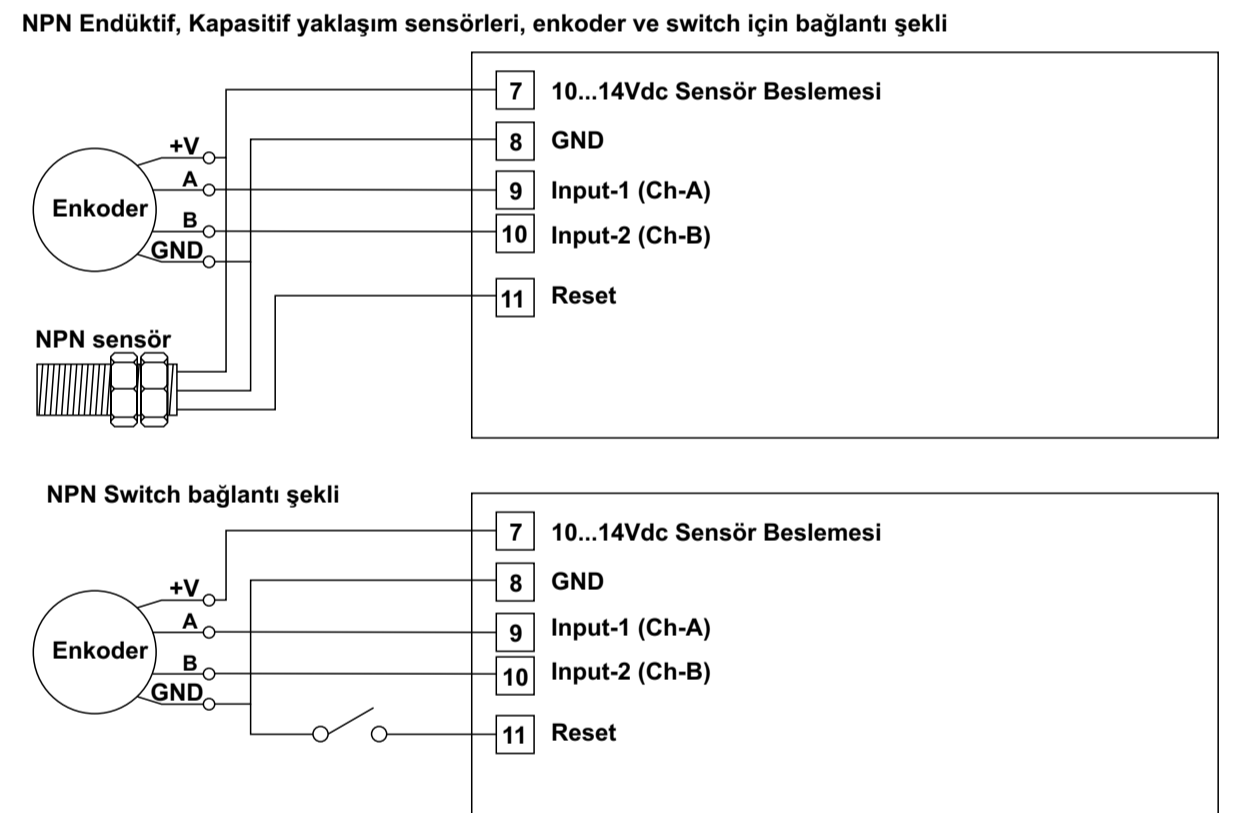 NPN Endüktif, Kapasitif yaklaşım sensörleri, enkoder ve switch için bağlantı şekli
7 10...14Vdc Sensör Beslemesi
+V
8 GND
A
Enkoder
9 Input-1 (Ch-A)
B
10 Input-2 (Ch-B)
GND
11 Reset
NPN sensör
NPN Switch bağlantı şekli
7 10...14Vdc Sensör Beslemesi
+V
8 GND
A
9 Input-1 (Ch-A)
Enkoder
B
10 Input-2 (Ch-B)
GND
11 Reset